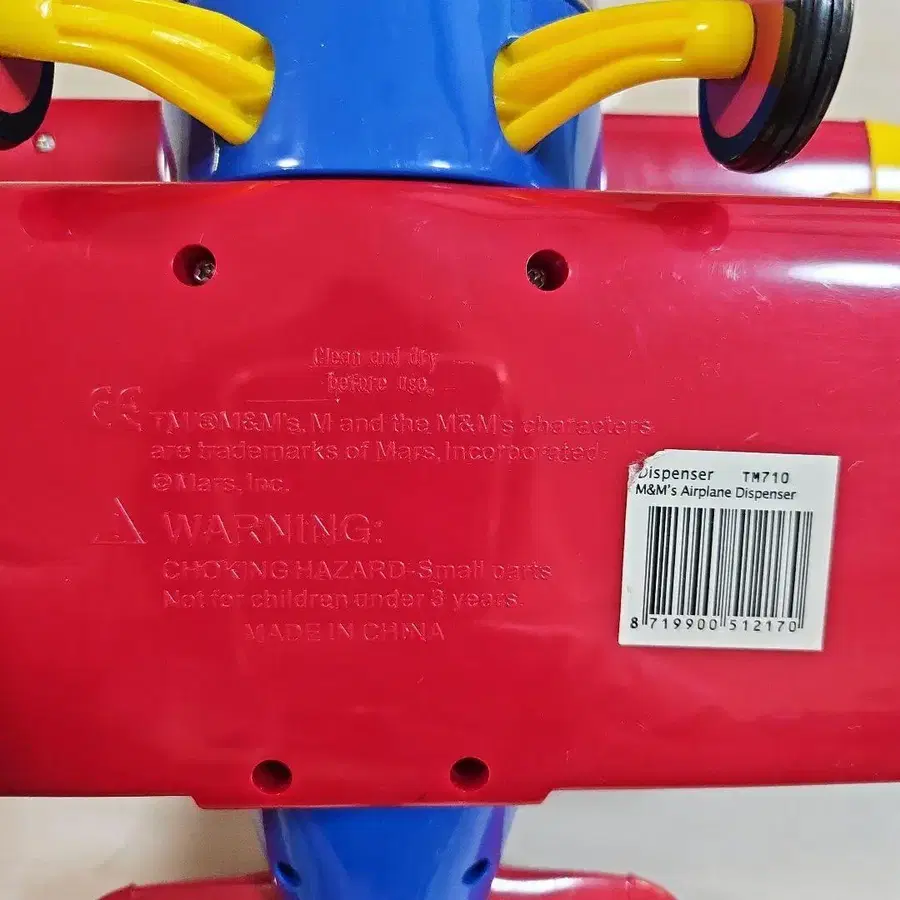 Clean and dry
before use.
CE
TM ®M&M's, M and the M&M's characters
are trademarks of Mars, Incorporated.
©Mars, Inc.
WARNING:
CHOKING HAZARD-Small parts
Not for children under 3 years.
MADE IN CHINA
Dispenser TM710
M&M's Airplane Dispenser
8 719900 512170